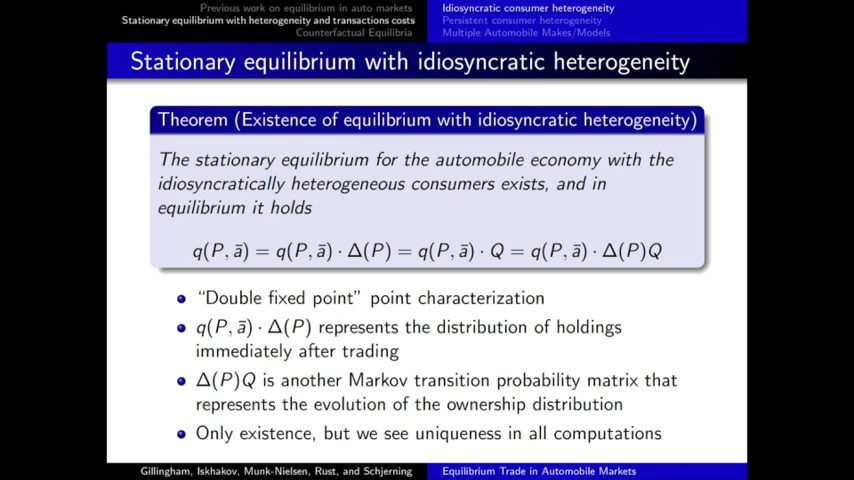 Previous work on equilibrium in auto markets
Stationary equilibrium with heterogeneity and transactions costs
Counterfactual Equilibria
Idiosyncratic consumer heterogeneity
Persistent consumer heterogeneity
Multiple Automobile Makes/Models
Stationary equilibrium with idiosyncratic heterogeneity
Theorem (Existence of equilibrium with idiosyncratic heterogeneity)
The stationary equilibrium for the automobile economy with the
idiosyncratically heterogeneous consumers exists, and in
equilibrium it holds
q(P, ā) = q(P, ā) · Δ(P) = q(P, ā) · Q = q(P, ā) · Δ(P)Q
“Double fixed point” point characterization
q(P, ā) · Δ(P) represents the distribution of holdings
immediately after trading
Δ(P)Q is another Markov transition probability matrix that
represents the evolution of the ownership distribution
Only existence, but we see uniqueness in all computations
Gillingham, Iskhakov, Munk-Nielsen, Rust, and Schjerning
Equilibrium Trade in Automobile Markets